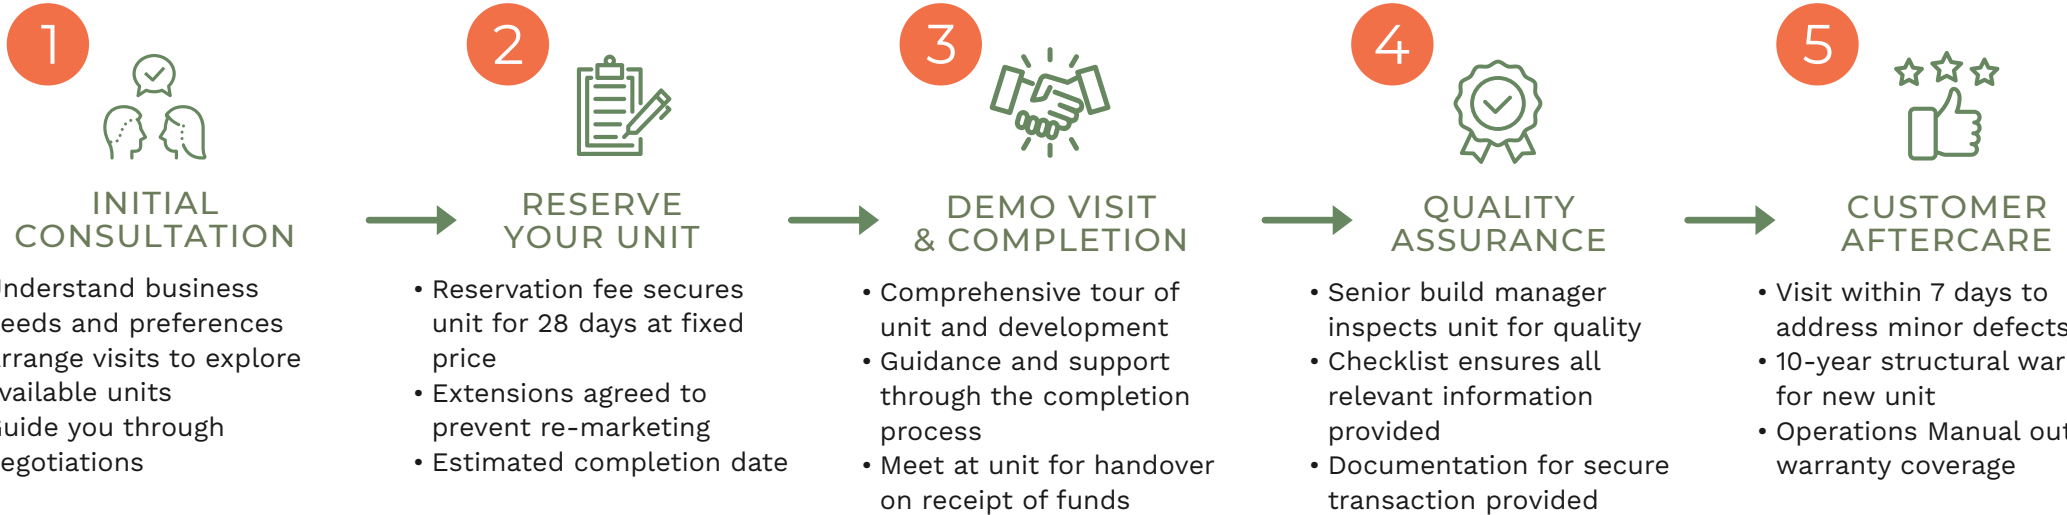 1
INITIAL
CONSULTATION
nderstand business
eeds and preferences
rrange visits to explore
vailable units
uide you through
egotiations
2
RESERVE
YOUR UNIT
• Reservation fee secures
unit for 28 days at fixed
price
• Extensions agreed to
prevent re-marketing
• Estimated completion date
3
DEMO VISIT
& COMPLETION
• Comprehensive tour of
unit and development
• Guidance and support
through the completion
process
• Meet at unit for handover
on receipt of funds
4
QUALITY
ASSURANCE
• Senior build manager
inspects unit for quality
• Checklist ensures all
relevant information
provided
• Documentation for secure
transaction provided
5
CUSTOMER
AFTERCARE
• Visit within 7 days to
address minor defects
• 10-year structural war
for new unit
• Operations Manual out
warranty coverage